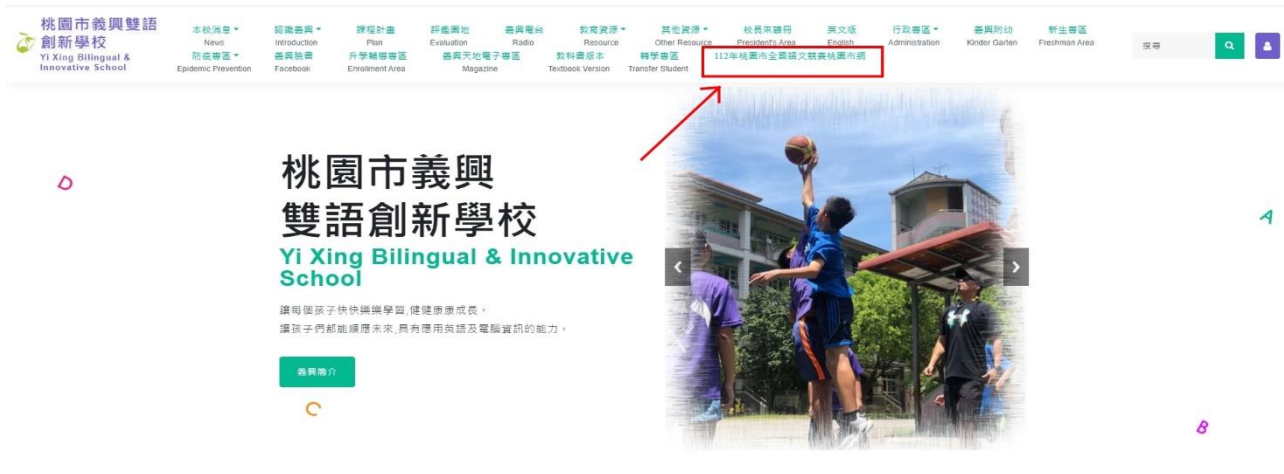 桃園市義興雙語
創新學校
Yi Xing Bilingual &
Innovative School
本校消息 認識義興 課程計畫 評鑑園地 義興電台 教育資源 其他資源 校長來講冊 英文版 行政專區 義興附幼 新生專區
News Introduction Plan Evaluation Radio Resource Other Resource President's Area English Administration Kinder Garten Freshman Area
防疫專區 義興臉書 升學輔導專區 義興天地電子專區 教科書版本 轉學專區 112年桃園市全國語文競賽桃園市網
Epidemic Prevention Facebook Enrollment Area Magazine Textbook Version Transfer Student
搜尋
桃園市義興
雙語創新學校
Yi Xing Bilingual & Innovative
School
讓每個孩子快快樂樂學習,健健康康成長。
讓孩子們都能順應未來,具有應用英語及電腦資訊的能力。
義興簡介
D
A
C
B